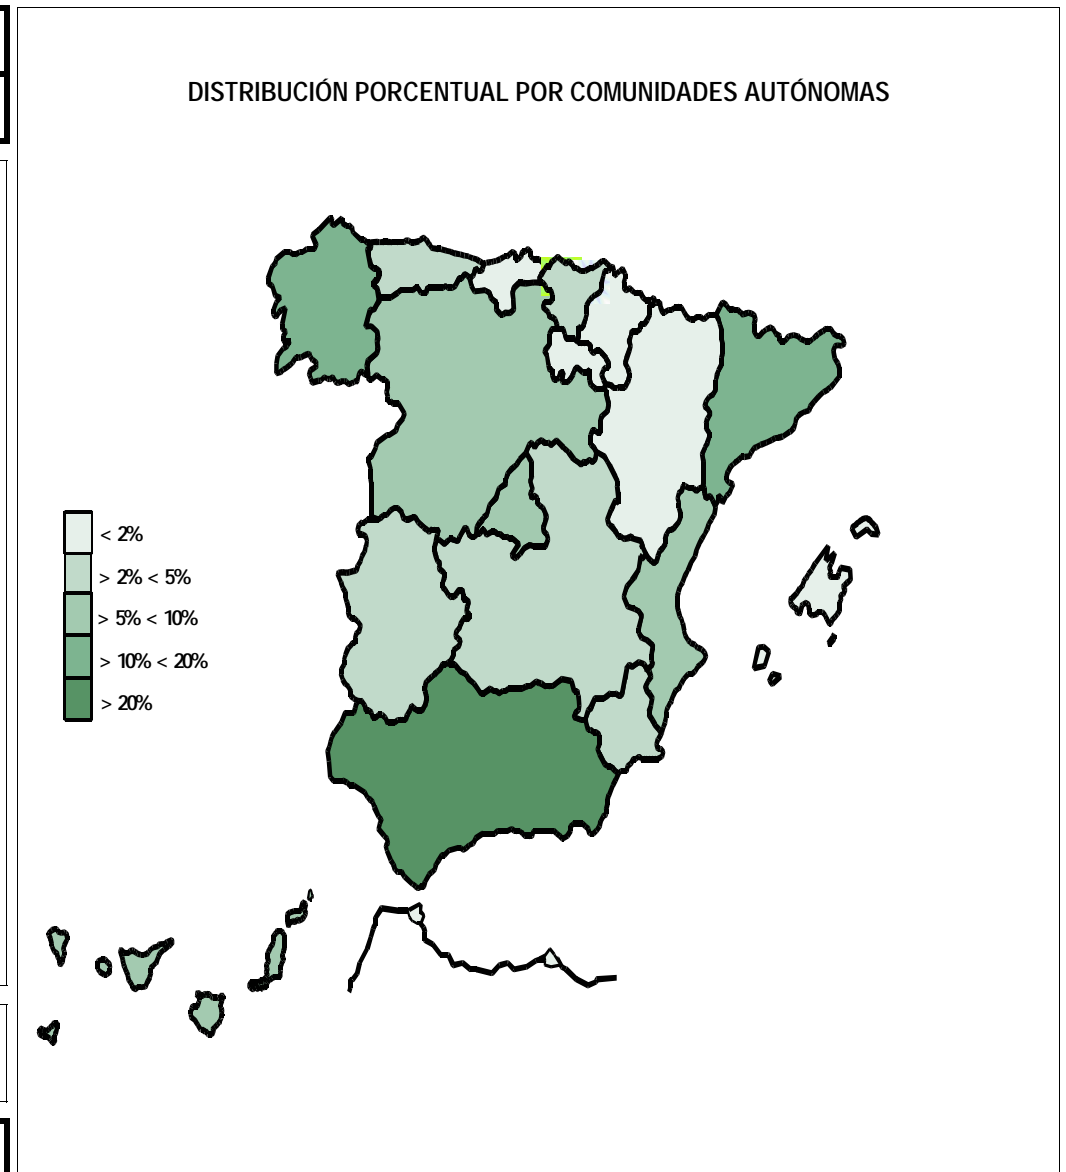 DISTRIBUCIÓN PORCENTUAL POR COMUNIDADES AUTÓNOMAS
< 2%
> 2% < 5%
> 5% < 10%
> 10% < 20%
> 20%